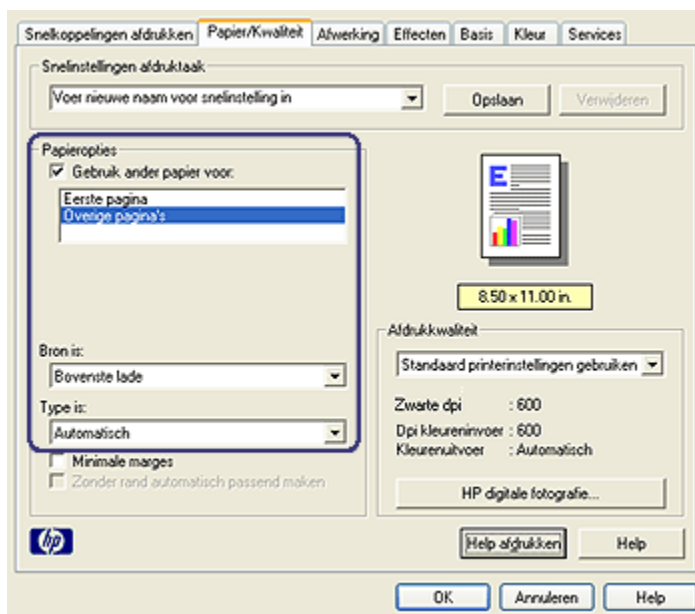 Snelkoppelingen afdrukken Papier/Kwaliteit Afwerking Effecten Basis Kleur Services
Snelinstellingen afdruktaak
Voer nieuwe naam voor snelinstelling in Opslaan Verwijderen
Papieropties
Gebruik ander papier voor:
Eerste pagina
Overige pagina's
E
8.50 x 11.00 in.
Afdrukkwaliteit
Bron is:
Standaard printerinstellingen gebruiken
Bovenste lade
Type is:
Zwarte dpi : 600
Automatisch
Dpi kleureninvoer : 600
Kleurenuitvoer : Automatisch
Minimale marges
Zonder rand automatisch passend maken
HP digitale fotografie...
hp
Help afdrukken Help
OK Annuleren Help